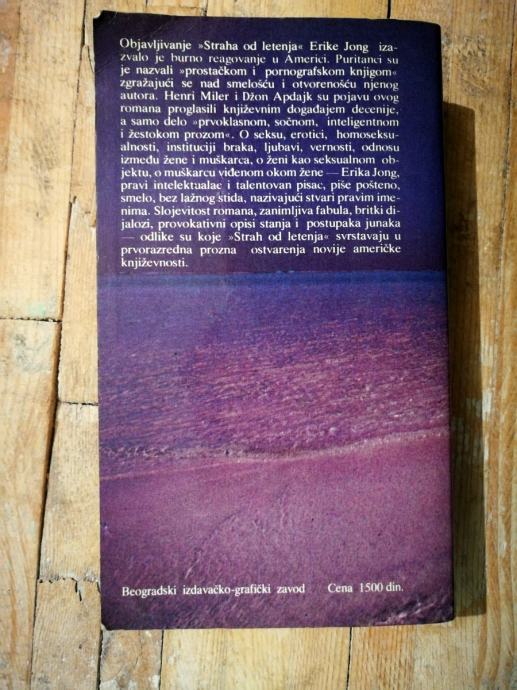 Objavljivanje »Straha od letenja« Erike Jong iza-
zvalo je burno reagovanje u Americi. Puritanci su
je nazvali »prostačkom i pornografskom knjigom«
zgražajući se nad smelošću i otvorenošću njenog
autora. Henri Miler i Džon Apdajk su pojavu ovog
romana proglasili književnim događajem decenije,
a samo delo »prvoklasnom, sočnom, inteligentnom
i žestokom prozom«. O seksu, erotici, homoseksu-
alnosti, instituciji braka, ljubavi, vernosti, odnosu
između žene i muškarca, o ženi kao seksualnom ob-
jektu, o muškarcu viđenom okom žene — Erika Jong,
pravi intelektualac i talentovan pisac, piše pošteno,
smelo, bez lažnog stida, nazivajući stvari pravim ime-
nima. Slojevitost romana, zanimljiva fabula, britki di-
jalozi, provokativni opisi stanja i postupaka junaka
— odlike su koje »Strah od letenja« svrstavaju u
prvorazredna prozna ostvarenja novije američke
književnosti.
Beogradski izdavačko-grafički zavod Cena 1500 din.